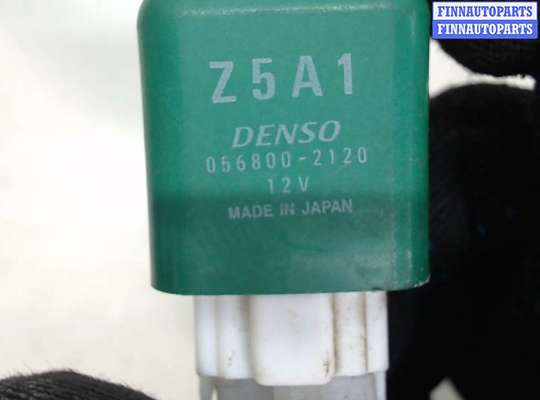 FINNAUTOPARTS
FINNAUTOPARTS
Z5A1
DENSO
056800-2120
12V
MADE IN JAPAN